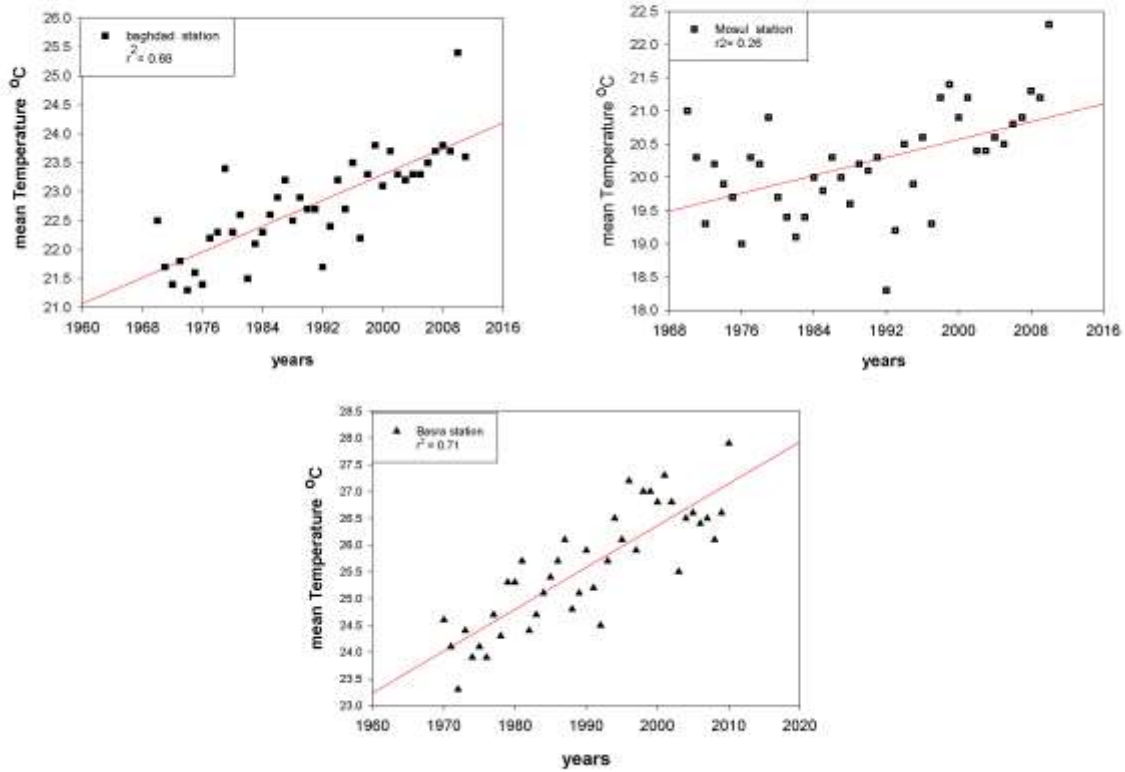 baghdad station
r² = 0.68
mean Temperature ⁰C
26.0
25.5
25.0
24.5
24.0
23.5
23.0
22.5
22.0
21.5
21.0
1960 1968 1976 1984 1992 2000 2008 2016
years
Mosul station
r2= 0.26
mean Temperature ⁰C
22.5
22.0
21.5
21.0
20.5
20.0
19.5
19.0
18.5
18.0
1968 1976 1984 1992 2000 2008 2016
years
Basra station
r² = 0.71
mean Temperature ⁰C
28.5
28.0
27.5
27.0
26.5
26.0
25.5
25.0
24.5
24.0
23.5
23.0
1960 1970 1980 1990 2000 2010 2020
years